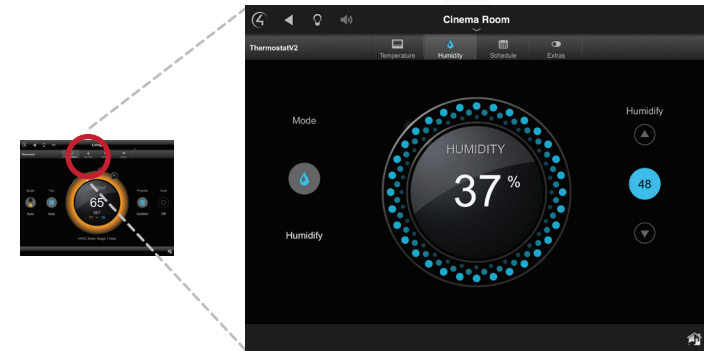 Cinema Room
ThermostatV2
Temperature
Humidity
Schedule
Extras
Mode
Humidify
HUMIDITY
37 %
Humidify
48
65
Auto
Auto
Off